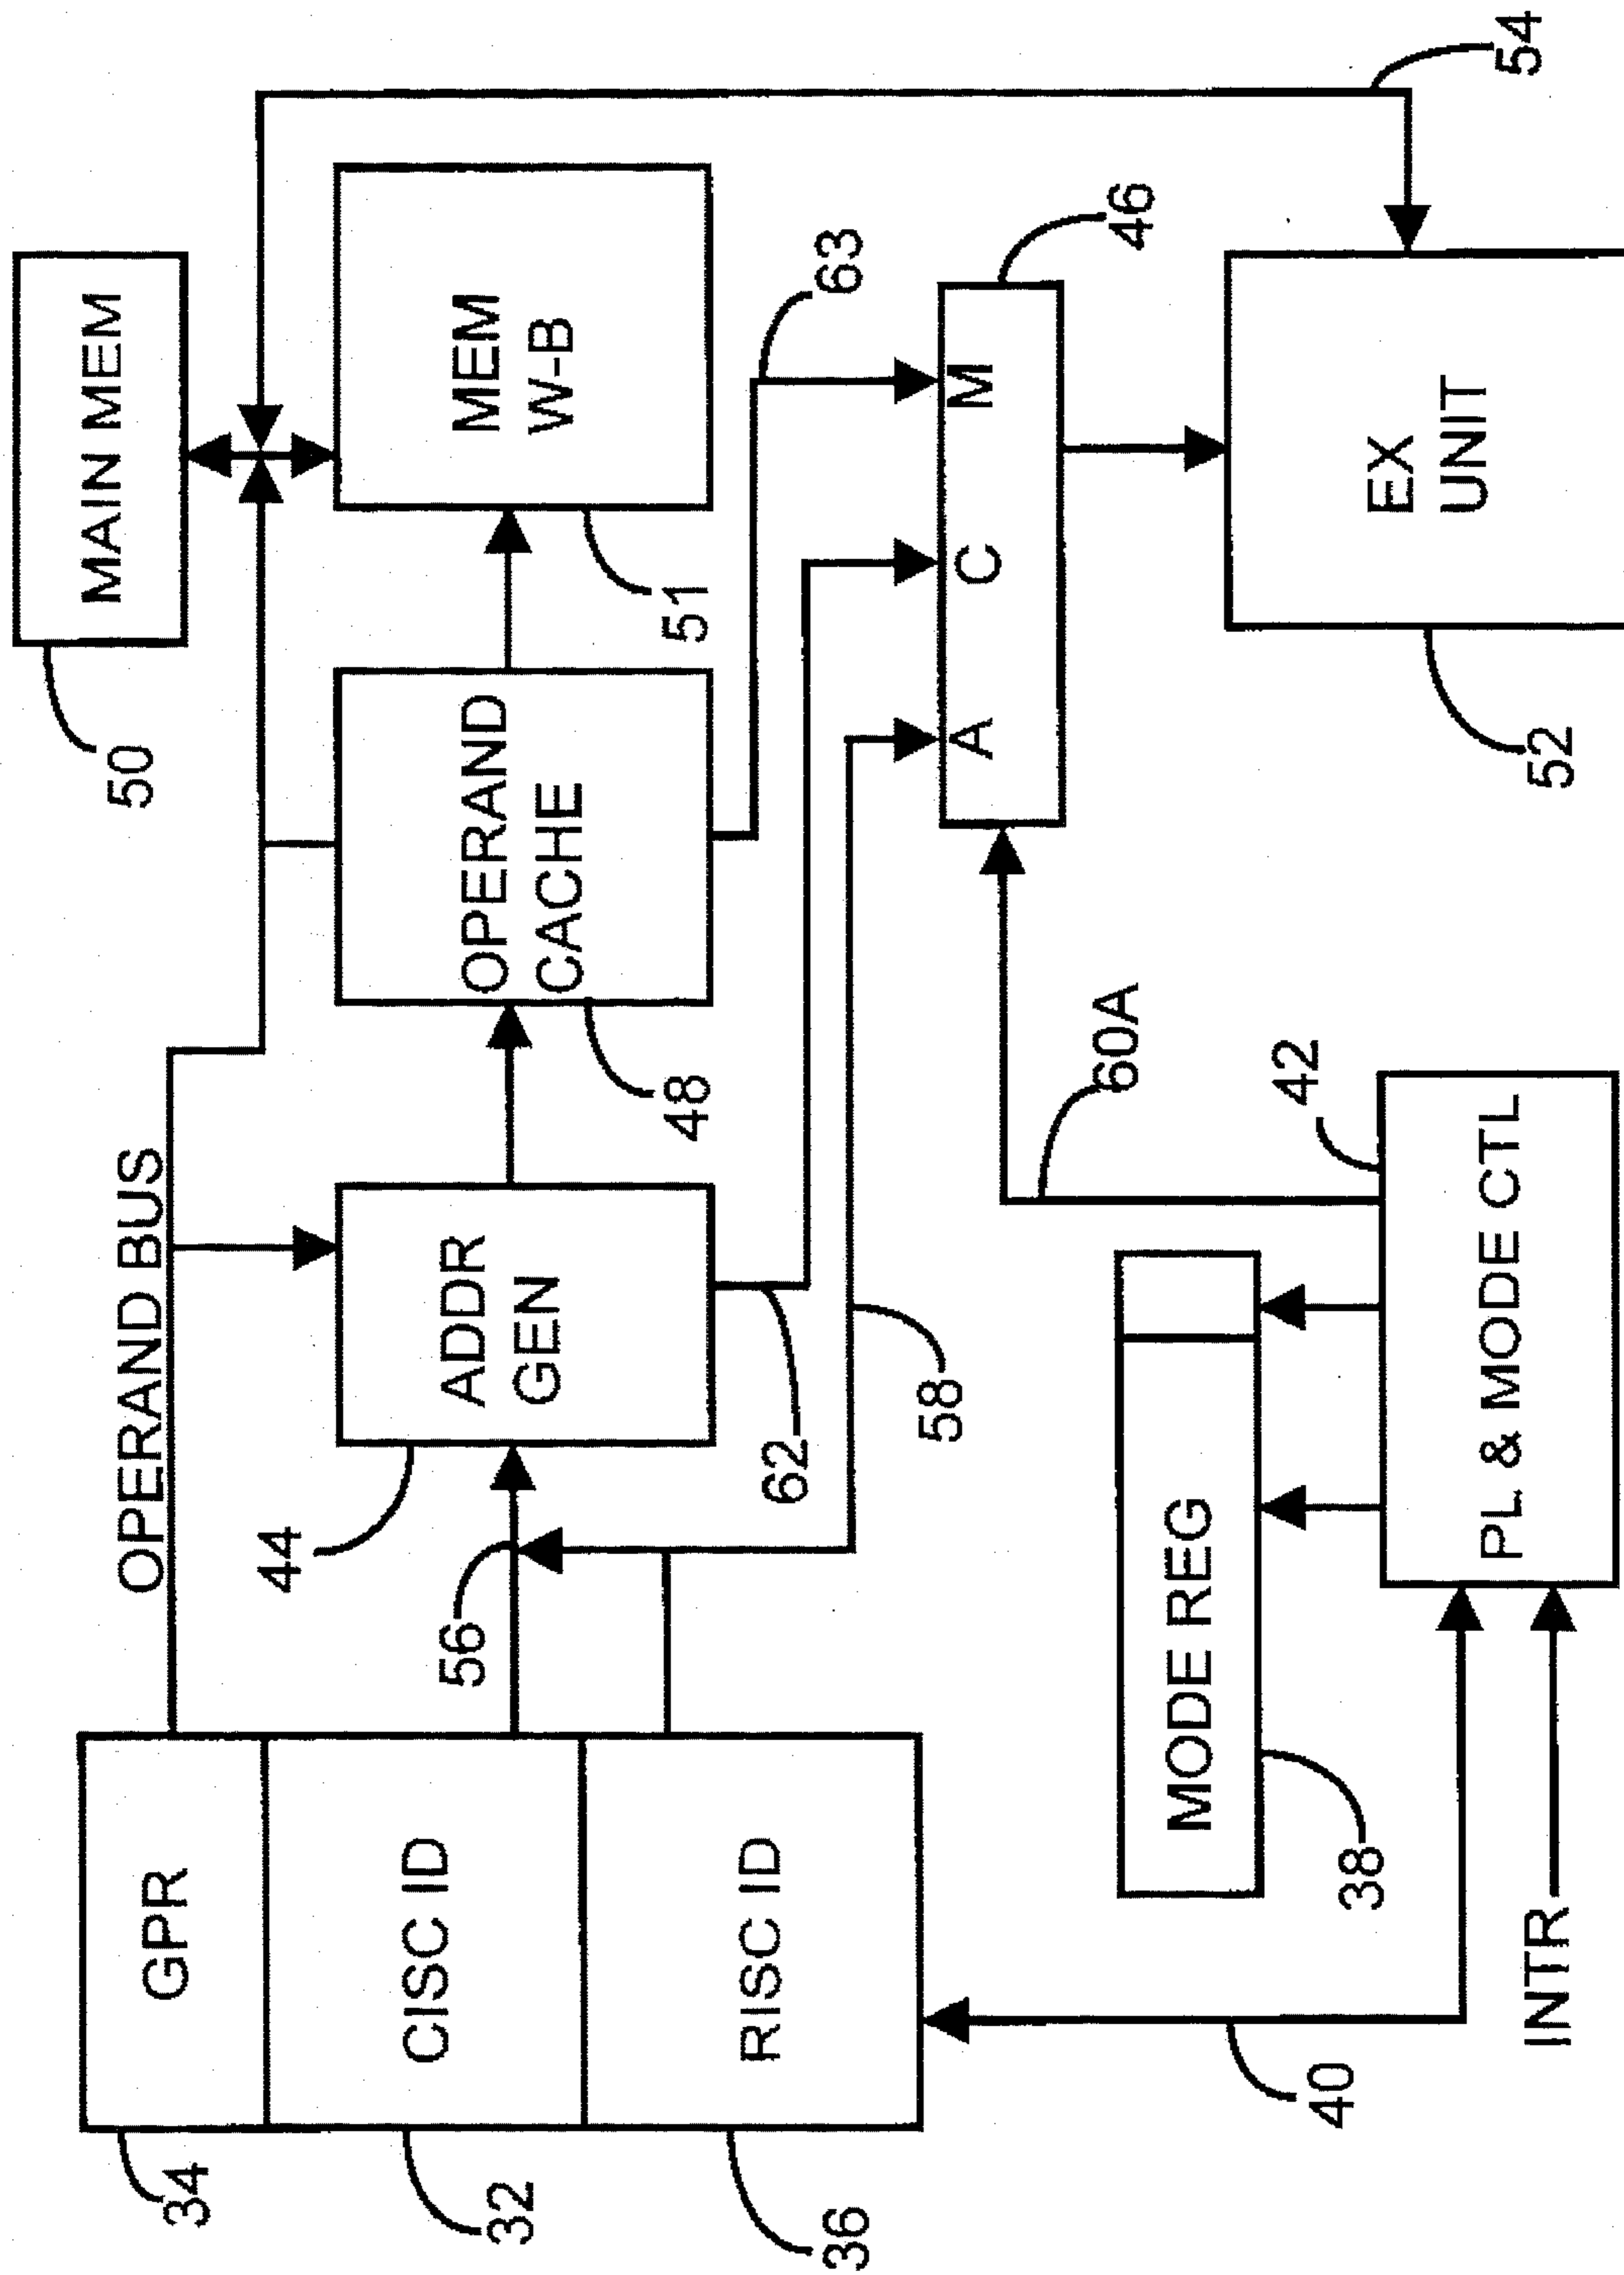 50
MAIN MEM
54
OPERAND BUS
MEM
W-B
51
63
OPERAND
CACHE
48
46
ADDR
GEN
44
56
62
58
A
C
M
EX
UNIT
52
60A
42
PL & MODE CTL
MODE REG
38
GPR
34
CISC ID
32
RISC ID
36
40
INTR